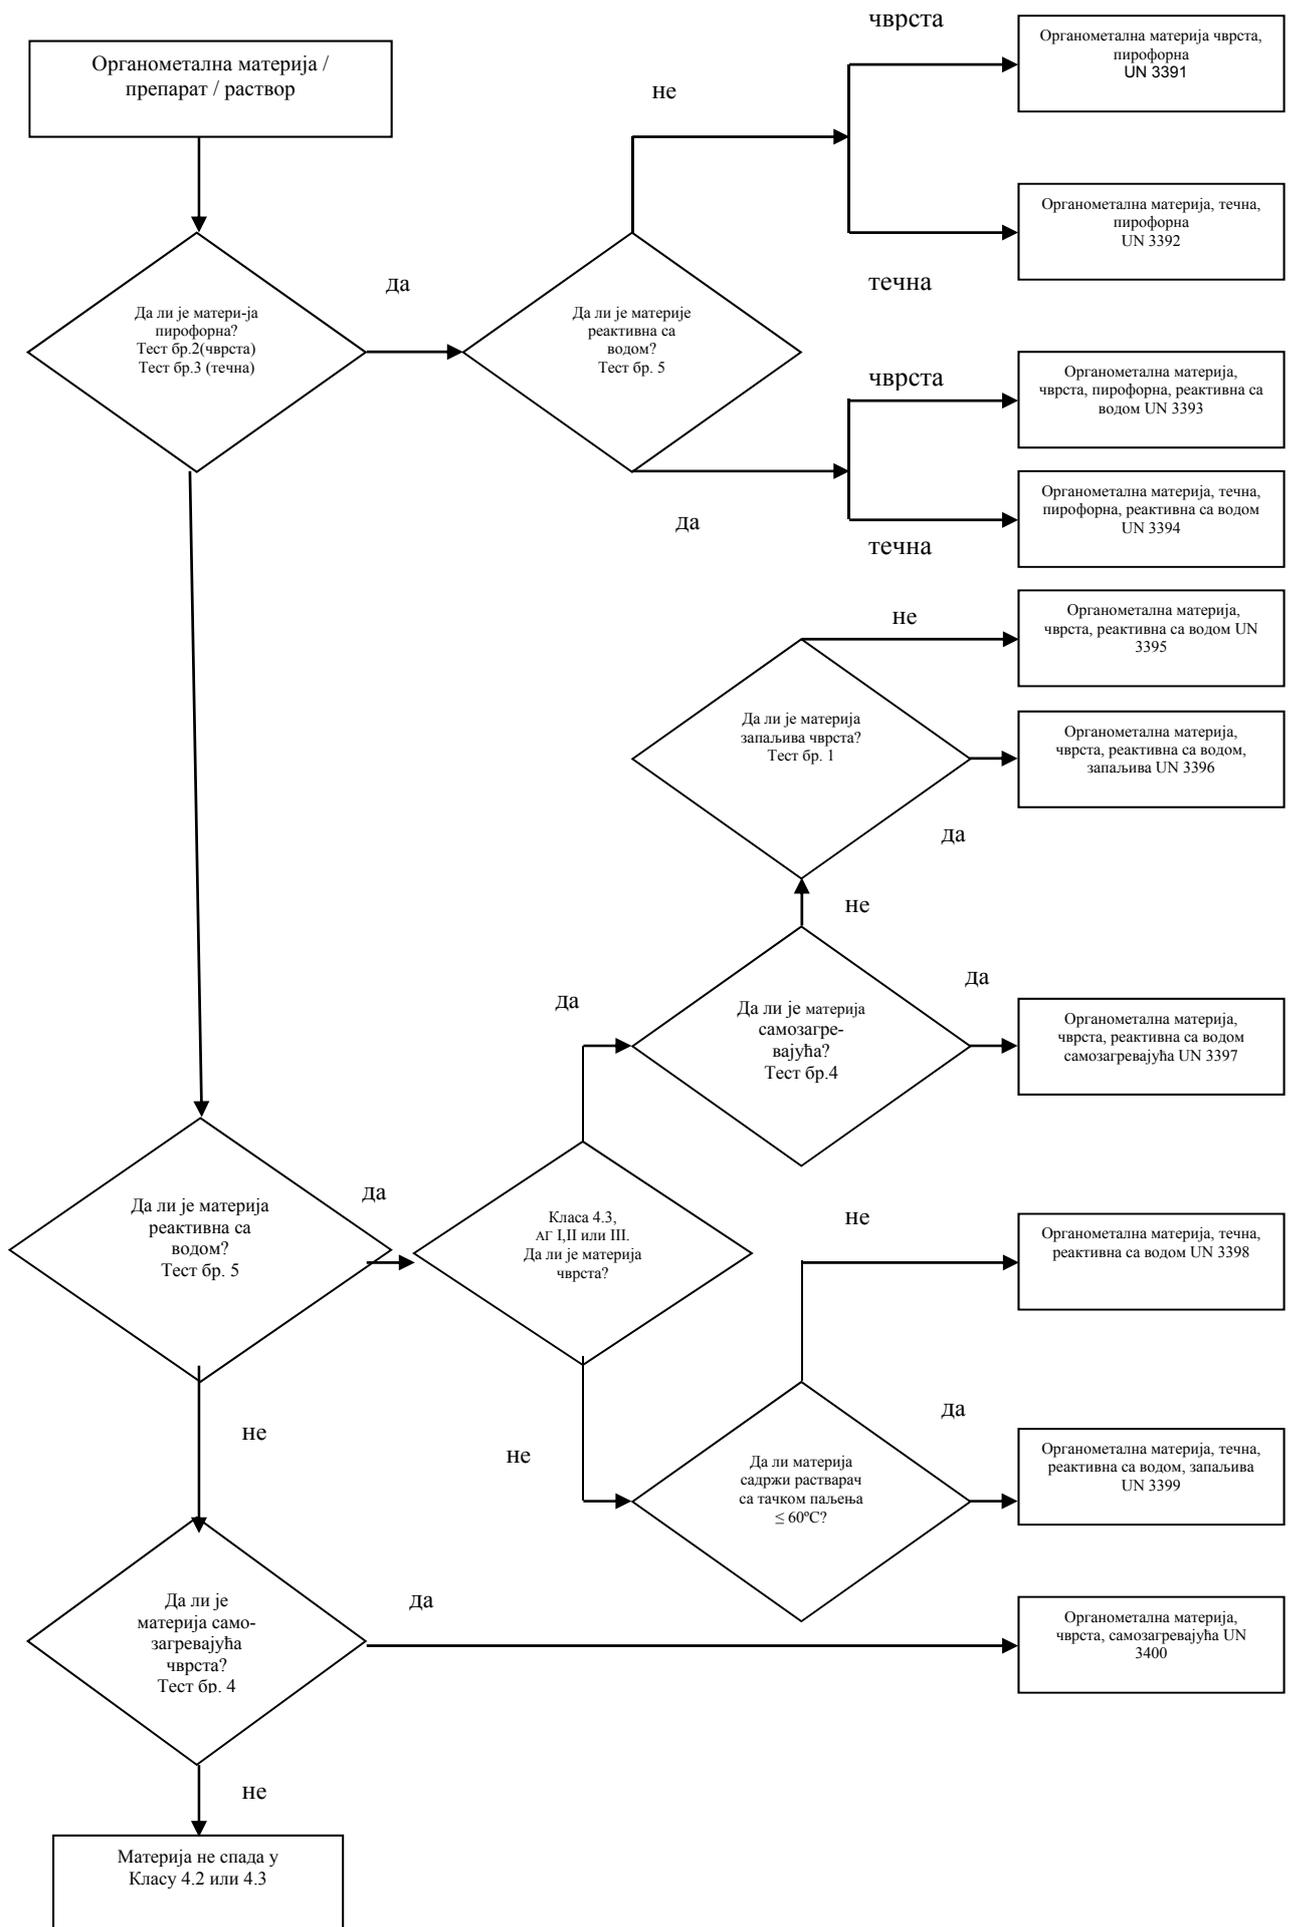 Органометална материја /
препарат / раствор
Да ли је матери-ја
пирофорна?
Тест бр.2(чврста)
Тест бр.3 (течна)
да
не
Да ли је материје
реактивна са
водом?
Тест бр. 5
да
чврста
Органометална материја чврста,
пирофорна
UN 3391
Органометална материја, течна,
пирофорна
UN 3392
течна
чврста
Органометална материја,
чврста, пирофорна, реактивна са
водом UN 3393
Органометална материја, течна,
пирофорна, реактивна са водом
UN 3394
течна
не
Органометална материја,
чврста, реактивна са водом UN
3395
Да ли је материја
запаљива чврста?
Тест бр. 1
Органометална материја,
чврста, реактивна са водом,
запаљива UN 3396
да
не
да
да
Да ли је материја
самозагре-
вајућа?
Тест бр.4
Органометална материја,
чврста, реактивна са водом
самозагревајућа UN 3397
Да ли је материја
реактивна са
водом?
Тест бр. 5
да
Класа 4.3,
АГ I,II или III.
Да ли је материја
чврста?
не
Органометална материја, течна,
реактивна са водом UN 3398
не
не
да
Да ли материја
садржи растварач
са тачком паљења
≤ 60ºC?
Органометална материја, течна,
реактивна са водом, запаљива
UN 3399
Да ли је
материја само-
загревајућа
чврста?
Тест бр. 4
да
Органометална материја,
чврста, самозагревајућа UN
3400
не
Материја не спада у
Класу 4.2 или 4.3